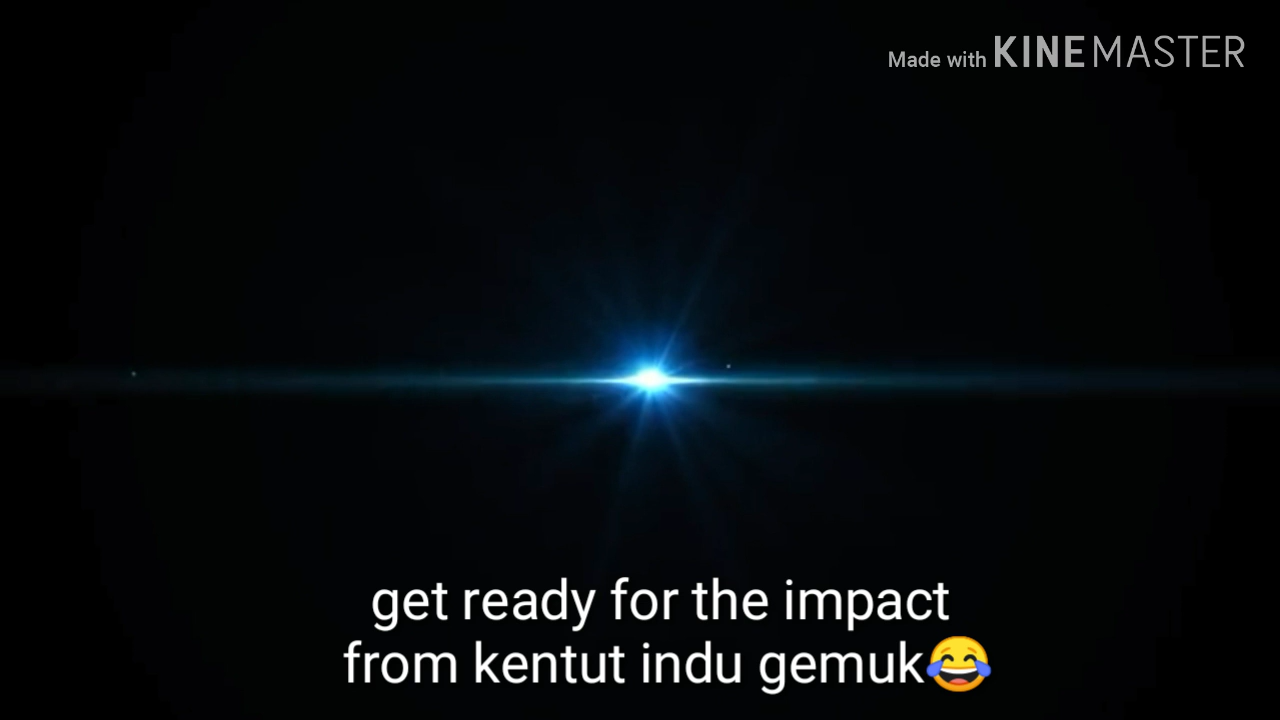 Made with KINEMASTER
get ready for the impact
from kentut indu gemuk😂